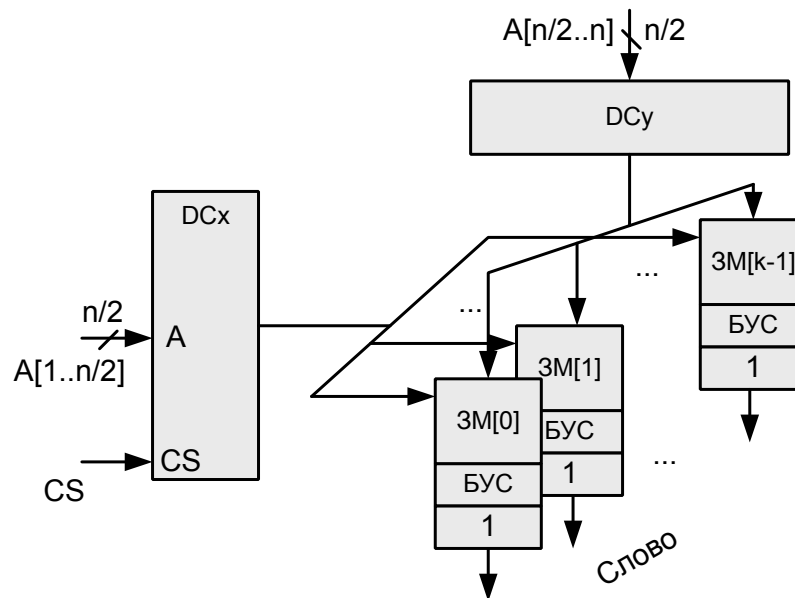 A[n/2..n] n/2
DCy
DCx
ЗМ[k-1]
...
n/2
...
БУС
A
ЗМ[1]
1
A[1..n/2]
ЗМ[0]
БУС
...
CS
1
БУС
CS
1
Слово